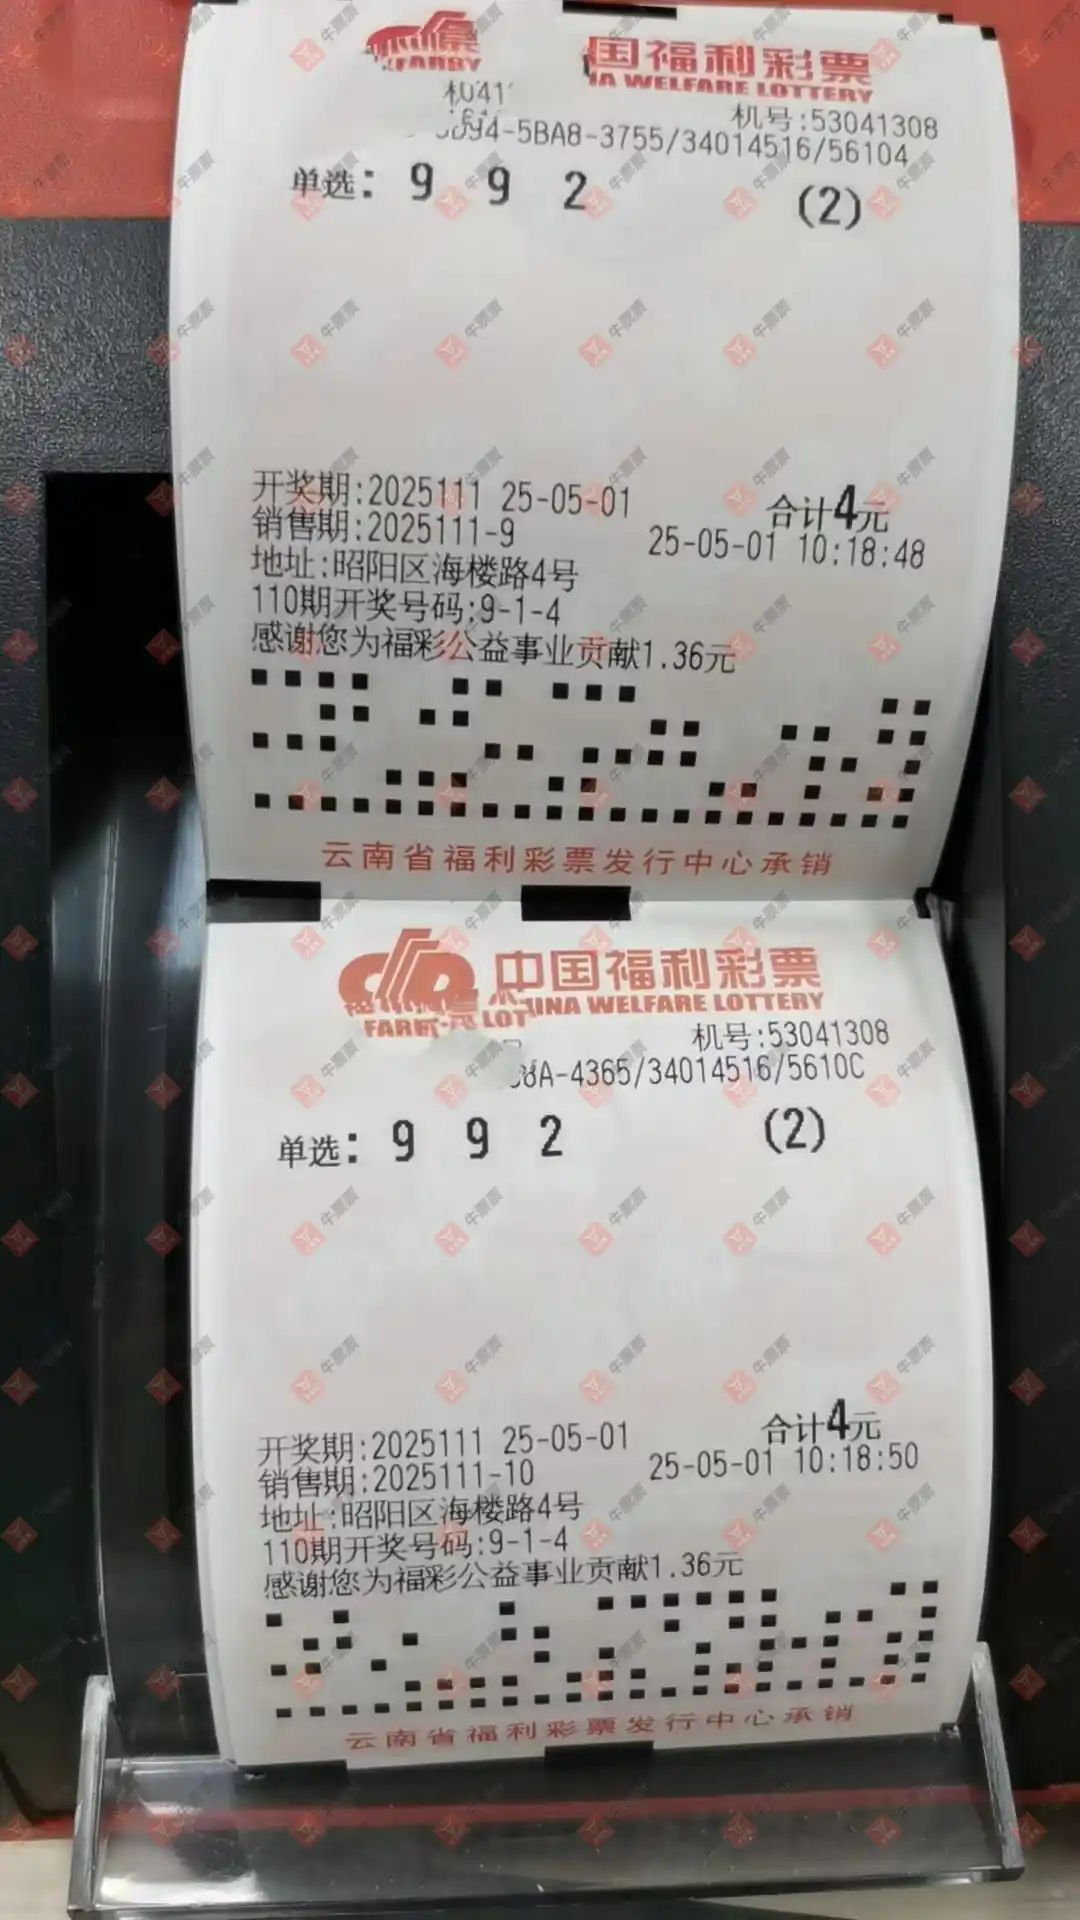 国福利彩票
FARBY
NA WELFARE LOTTERY
机号:53041308
94-5BA8-3755/34014516/56104
单选: 9 9 2 (2)
开奖期:2025111 25-05-01 合计4元
销售期:2025111-9 25-05-01 10:18:48
地址:昭阳区海楼路4号
110期开奖号码:9-1-4
感谢您为福彩公益事业贡献1.36元
云南省福利彩票发行中心承销
中国福利彩票
INA WELFARE LOTTERY
机号:53041308
8A-4365/34014516/5610C
单选: 9 9 2 (2)
开奖期:2025111 25-05-01 合计4元
销售期:2025111-10 25-05-01 10:18:50
地址:昭阳区海楼路4号
110期开奖号码:9-1-4
感谢您为福彩公益事业贡献1.36元
云南省福利彩票发行中心承销
牛票票